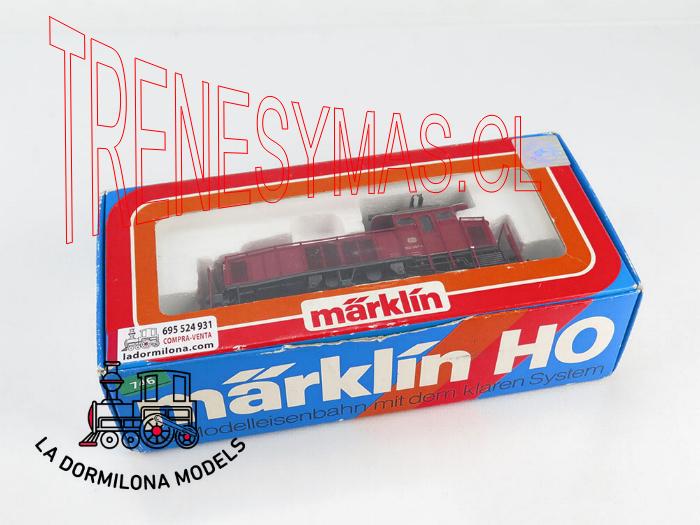 TRENESYMAS.CL
märklin
695 524 931
COMPRA-VENTA
ladormilona.com
märklin HO
Modelleisenbahn mit dem klaren System
LA DORMILONA MODELS